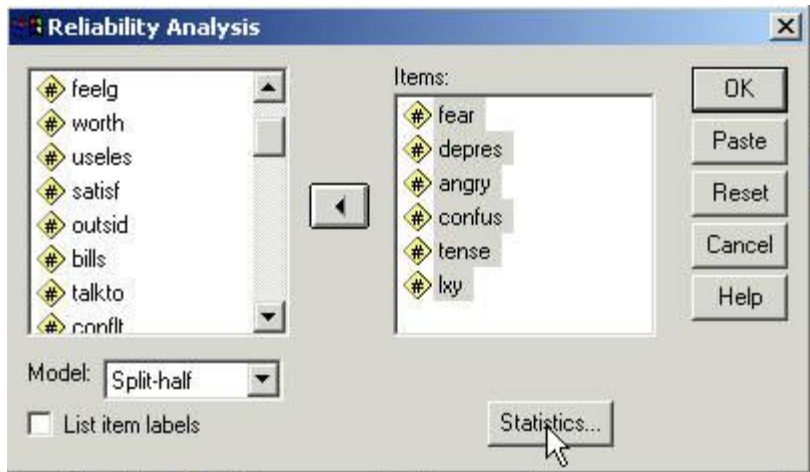 Reliability Analysis
feelg
worth
useles
satisf
outsid
bills
talkto
conflt
Items:
fear
depres
angry
confus
tense
lxy
OK
Paste
Reset
Cancel
Help
Model:
Split-half
List item labels
Statistics...